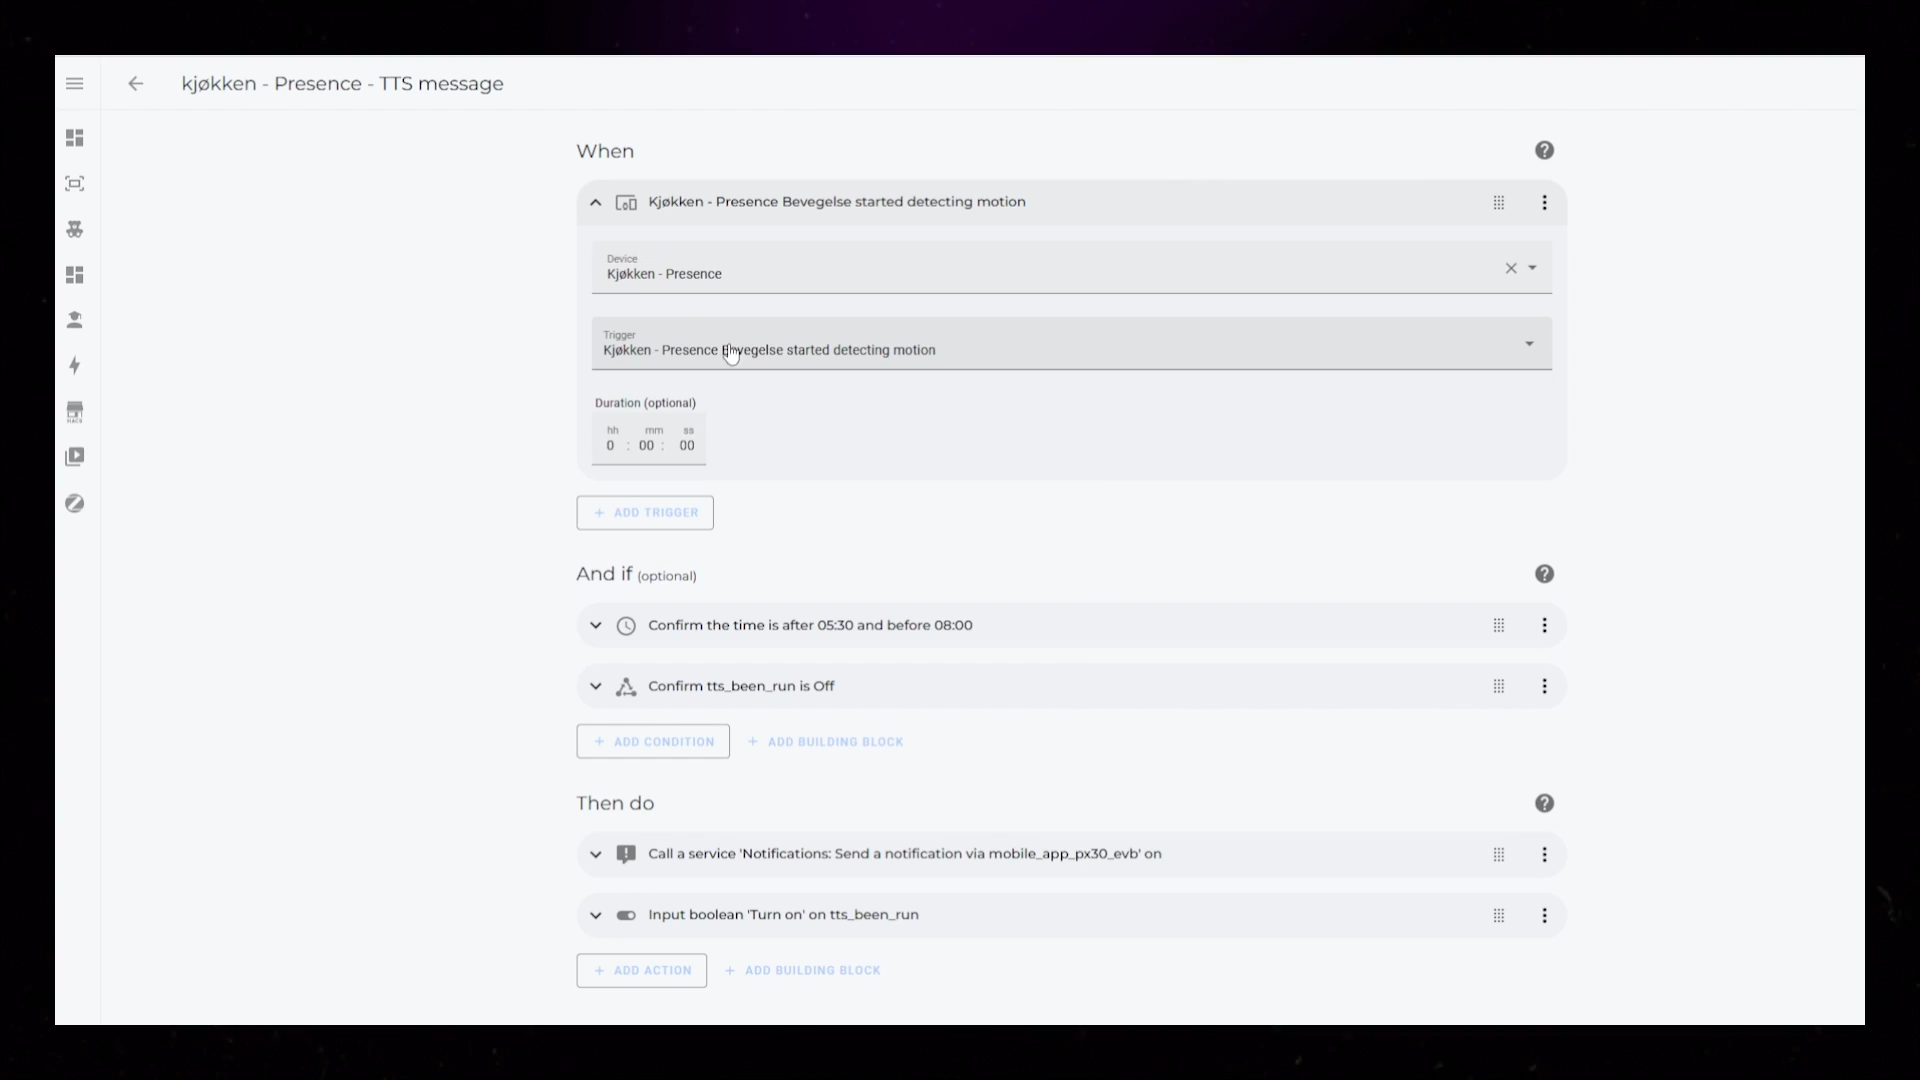 kjøkken - Presence - TTS message
When
Kjøkken - Presence Bevegelse started detecting motion
Device
Kjøkken - Presence
Trigger
Kjøkken - Presence Bevegelse started detecting motion
Duration (optional)
hh mm ss
0 : 00 : 00
+ ADD TRIGGER
And if (optional)
Confirm the time is after 05:30 and before 08:00
Confirm tts_been_run is Off
+ ADD CONDITION + ADD BUILDING BLOCK
Then do
Call a service 'Notifications: Send a notification via mobile_app_px30_evb' on
Input boolean 'Turn on' on tts_been_run
+ ADD ACTION + ADD BUILDING BLOCK